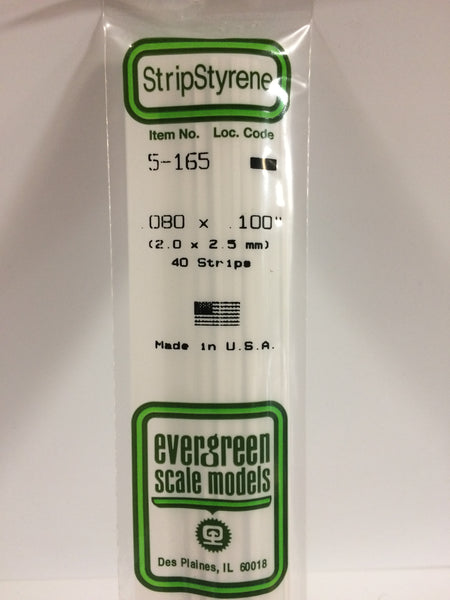 StripStyrene
Item No. Loc. Code
5-165
.080 x .100"
(2.0 x 2.5 mm)
40 Strips
Made in U.S.A.
evergreen
scale models
Des Plaines, IL 60018